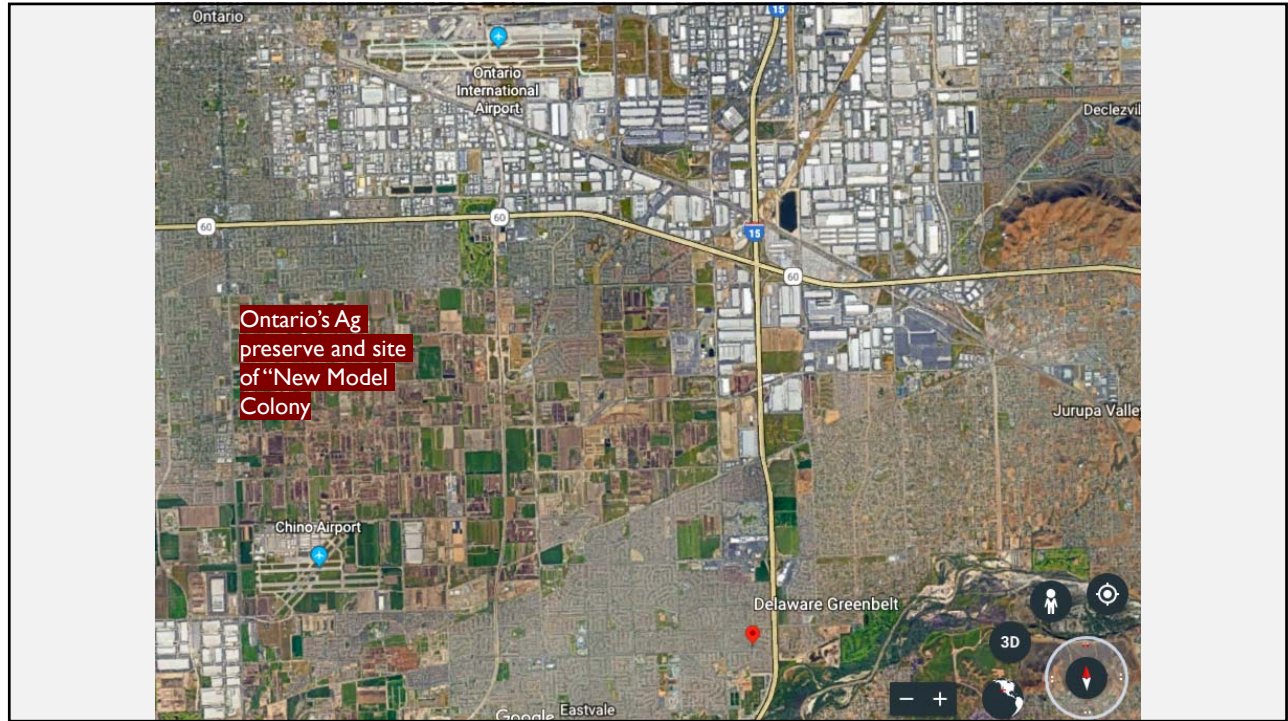 Ontario
15
Ontario
International
Airport
Declezvil
60
60
15
60
Ontario's Ag
preserve and site
of "New Model
Colony
Jurupa Valle
Chino Airport
Delaware Greenbelt
3D
Google
Eastvale